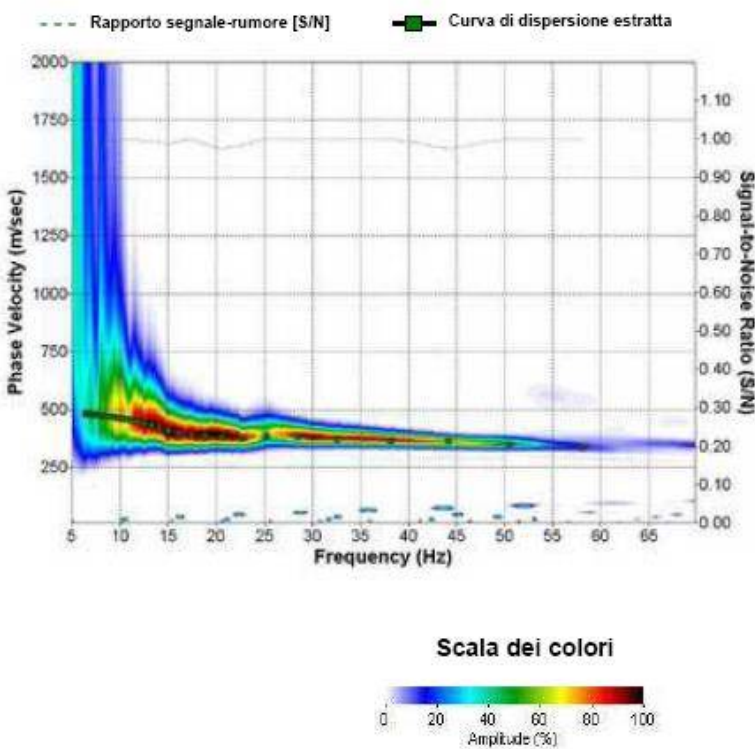 Rapporto segnale-rumore [S/N] Curva di dispersione estratta
2000
1750
1500
1250
1000
750
500
250
Phase Velocity (m/sec)
1.10
1.00
0.90
0.80
0.70
0.60
0.50
0.40
0.30
0.20
0.10
0.00
Signal-to-Noise Ratio (S/N)
5 10 15 20 25 30 35 40 45 50 55 60 65
Frequency (Hz)
Scala dei colori
0 20 40 60 80 100
Amplitude (%)